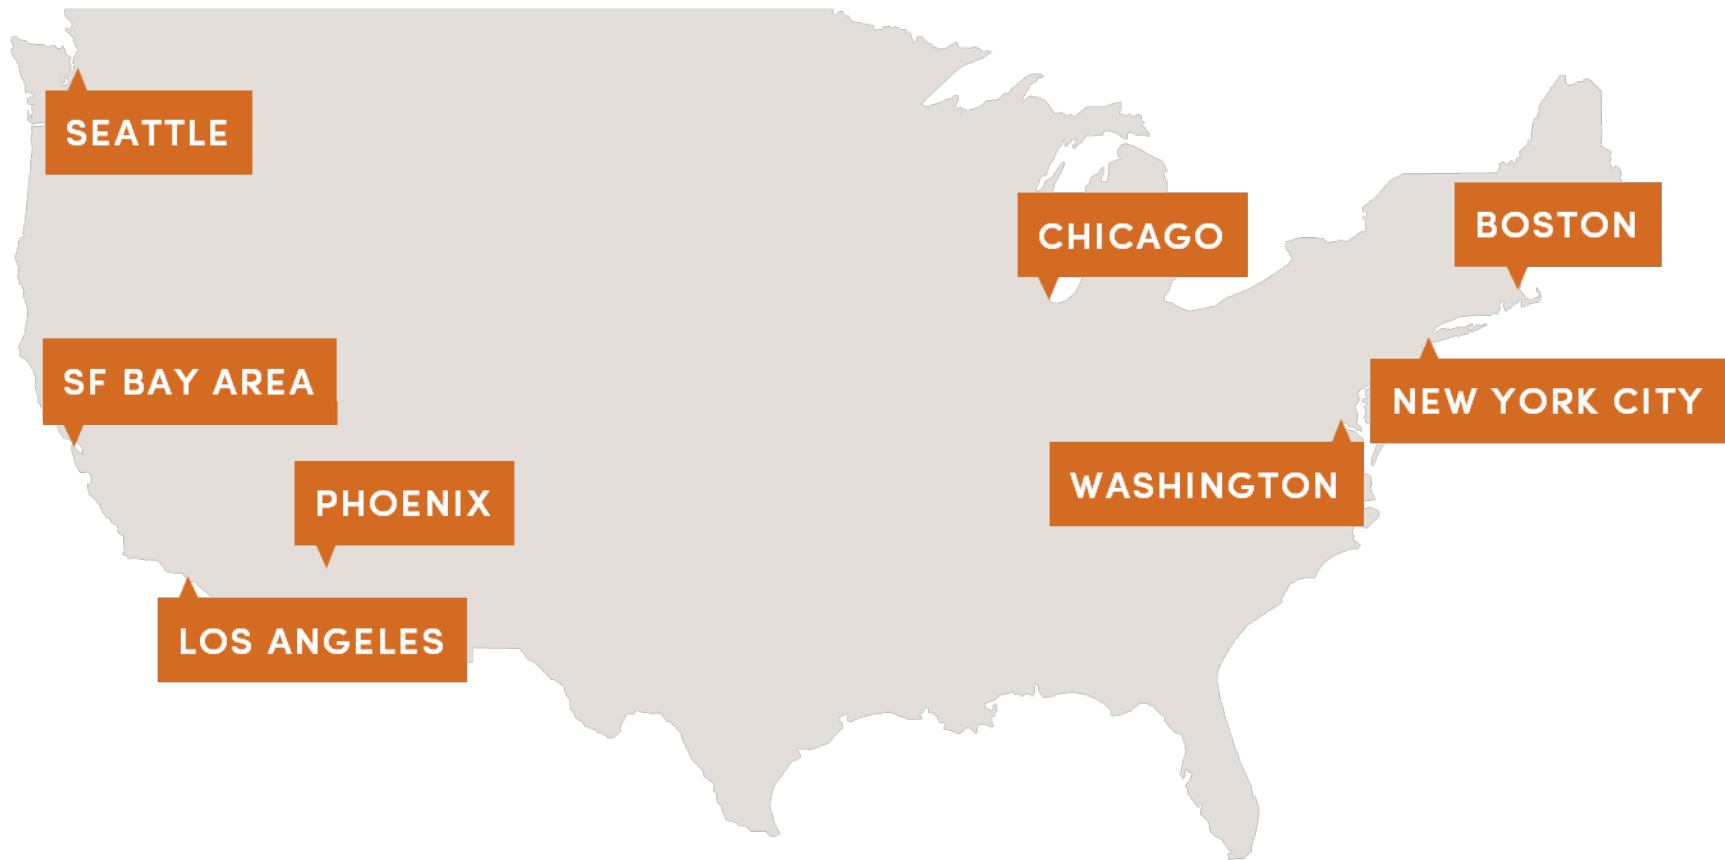 SEATTLE
BOSTON
CHICAGO
SF BAY AREA
NEW YORK CITY
WASHINGTON
PHOENIX
LOS ANGELES